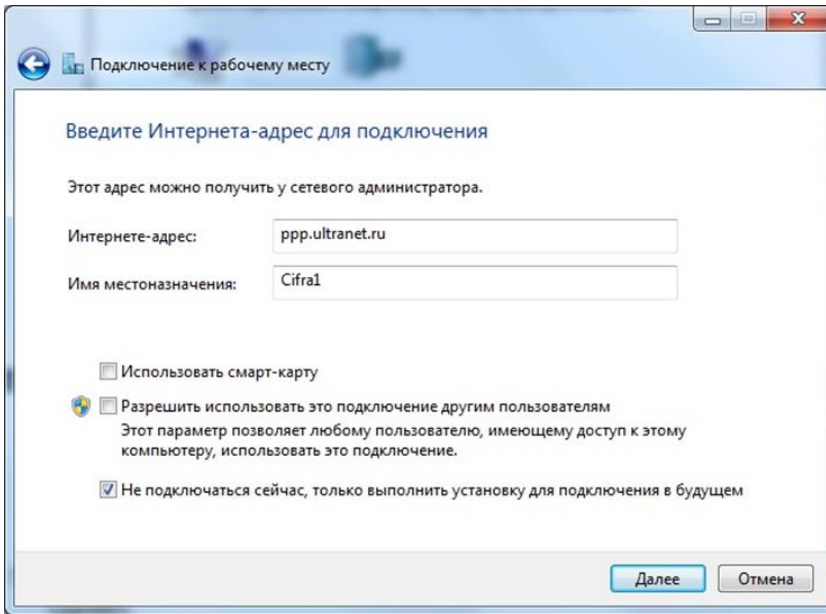 Подключение к рабочему месту
Введите Интернета-адрес для подключения
Этот адрес можно получить у сетевого администратора.
Интернете-адрес: ppp.ultranet.ru
Имя местоназначения: Cifra1
Использовать смарт-карту
Разрешить использовать это подключение другим пользователям
Этот параметр позволяет любому пользователю, имеющему доступ к этому
компьютеру, использовать это подключение.
Не подключаться сейчас, только выполнить установку для подключения в будущем
Далее Отмена